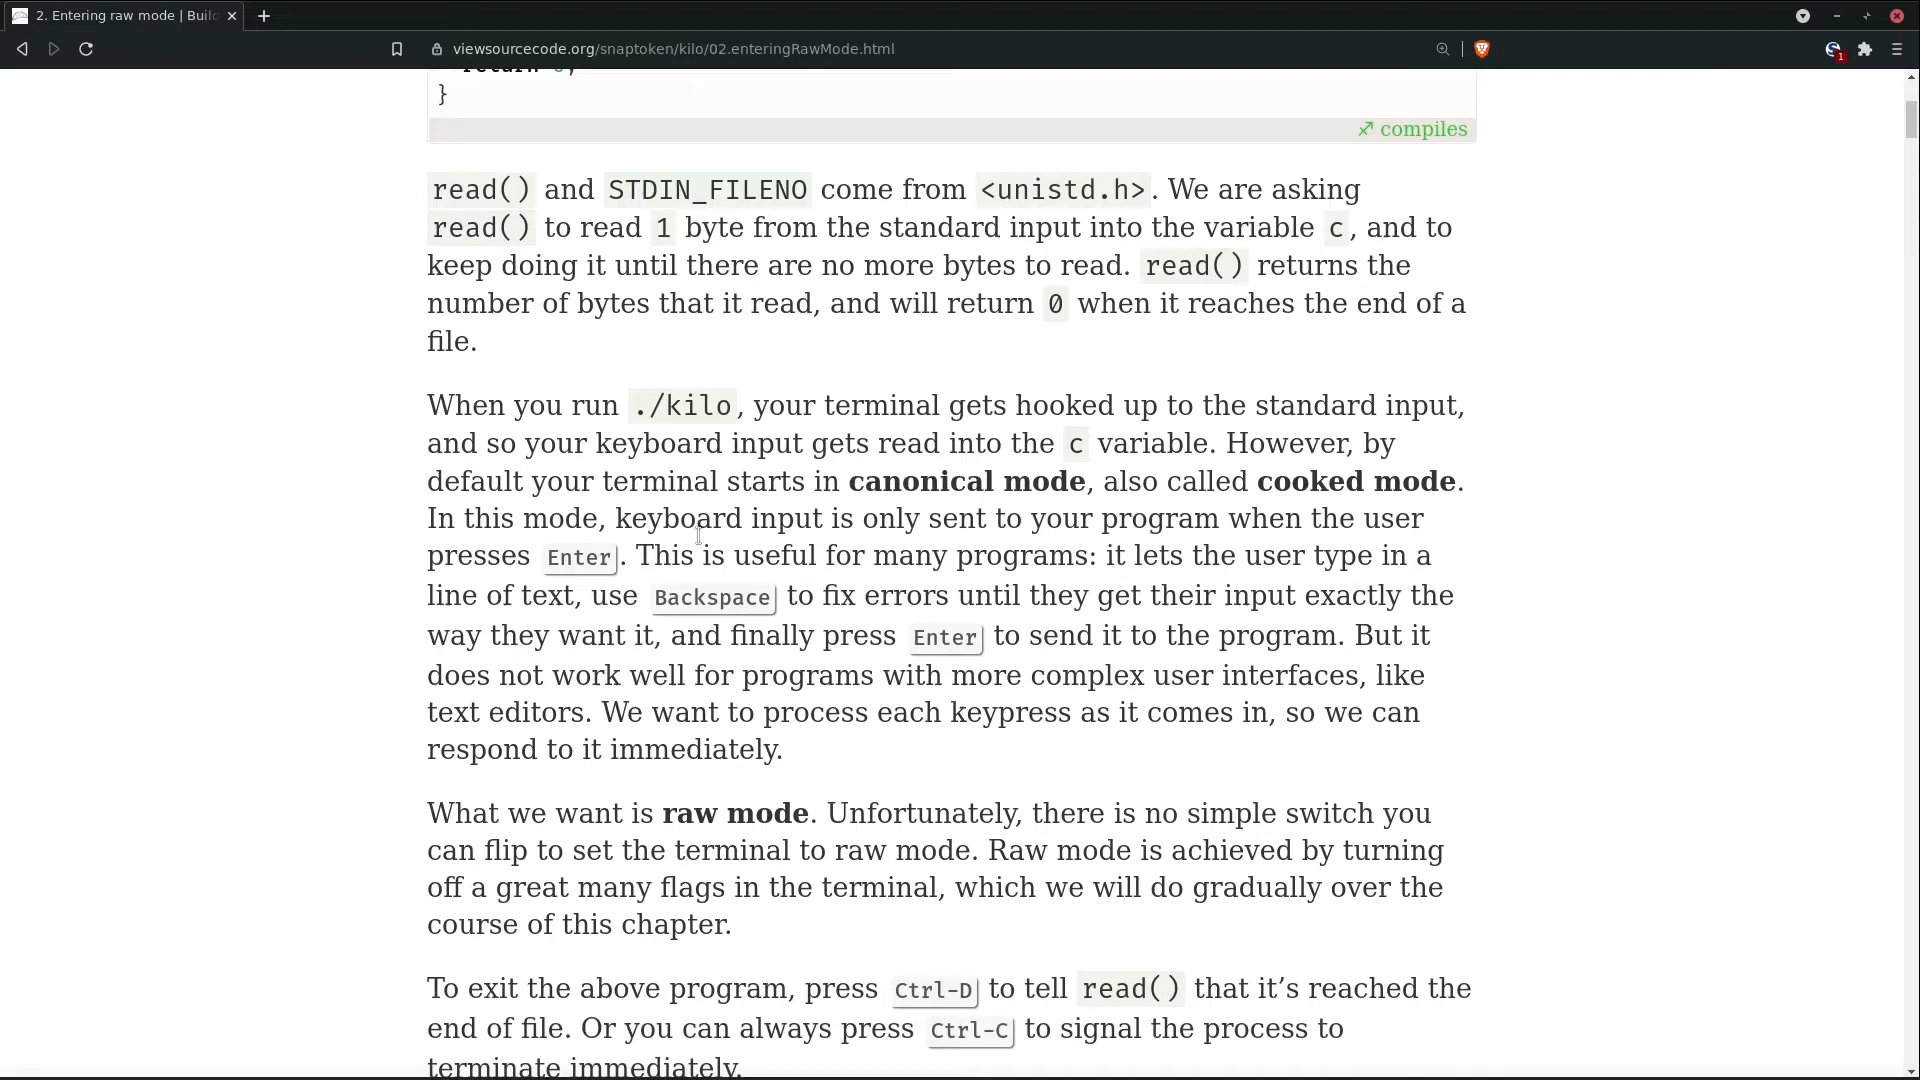 2. Entering raw mode | Buil
viewsourcecode.org/snaptoken/kilo/02.enteringRawMode.html
1
}
compiles
read() and STDIN_FILENO come from <unistd.h>. We are asking
read() to read 1 byte from the standard input into the variable c, and to
keep doing it until there are no more bytes to read. read() returns the
number of bytes that it read, and will return 0 when it reaches the end of a
file.
When you run ./kilo, your terminal gets hooked up to the standard input,
and so your keyboard input gets read into the c variable. However, by
default your terminal starts in canonical mode, also called cooked mode.
In this mode, keyboard input is only sent to your program when the user
presses Enter. This is useful for many programs: it lets the user type in a
line of text, use Backspace to fix errors until they get their input exactly the
way they want it, and finally press Enter to send it to the program. But it
does not work well for programs with more complex user interfaces, like
text editors. We want to process each keypress as it comes in, so we can
respond to it immediately.
What we want is raw mode. Unfortunately, there is no simple switch you
can flip to set the terminal to raw mode. Raw mode is achieved by turning
off a great many flags in the terminal, which we will do gradually over the
course of this chapter.
To exit the above program, press Ctrl-D to tell read() that it’s reached the
end of file. Or you can always press Ctrl-C to signal the process to
terminate immediately.